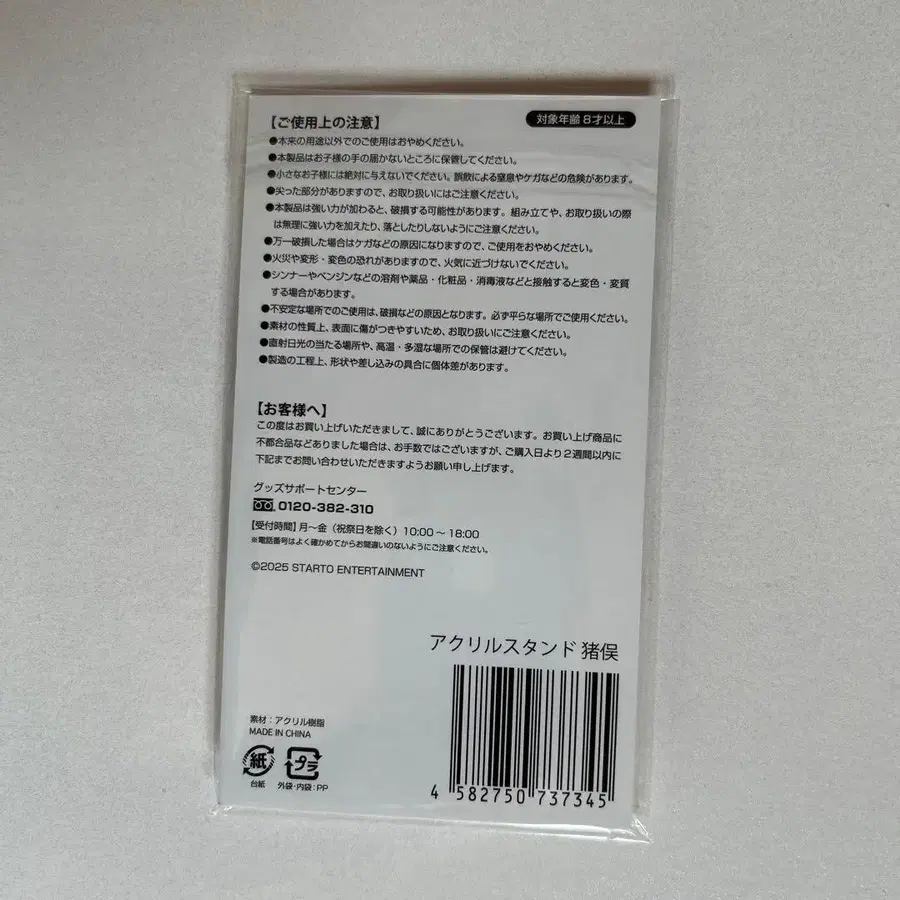 【ご使用上の注意】
対象年齢8才以上
●本来の用途以外でのご使用はおやめください。
●本製品はお子様の手の届かないところに保管してください。
●小さなお子様には絶対に与えないでください。誤飲による窒息やケガなどの危険があります。
●尖った部分がありますので、お取り扱いにはご注意ください。
●本製品は強い力が加わると、破損する可能性があります。組み立てや、お取り扱いの際
は無理に強い力を加えたり、落としたりしないようにご注意ください。
●万一破損した場合はケガなどの原因になりますので、ご使用をおやめください。
●火災や変形・変色の恐れがありますので、火気に近づけないでください。
●シンナーやベンジンなどの溶剤や薬品・化粧品・消毒液などと接触すると変色・変質
する場合があります。
●不安定な場所でのご使用は、破損などの原因となります。必ず平らな場所でご使用ください。
●素材の性質上、表面に傷がつきやすいため、お取り扱いにご注意ください。
●直射日光の当たる場所や、高温・多湿な場所での保管は避けてください。
●製造の工程上、形状や差し込みの具合に個体差があります。
【お客様へ】
この度はお買い上げいただきまして、誠にありがとうございます。お買い上げ商品に
不都合品などありました場合は、お手数ではございますが、ご購入日より2週間以内に
下記までお問い合わせいただきますようお願い申し上げます。
グッズサポートセンター
0120-382-310
【受付時間】月〜金（祝祭日を除く）10:00〜18:00
※電話番号はよく確かめてからお間違いのないようにご注意ください。
©2025 STARTO ENTERTAINMENT
アクリルスタンド 猪俣
素材：アクリル樹脂
MADE IN CHINA
紙
プラ
台紙
外袋・内袋：PP
4 582750 737345